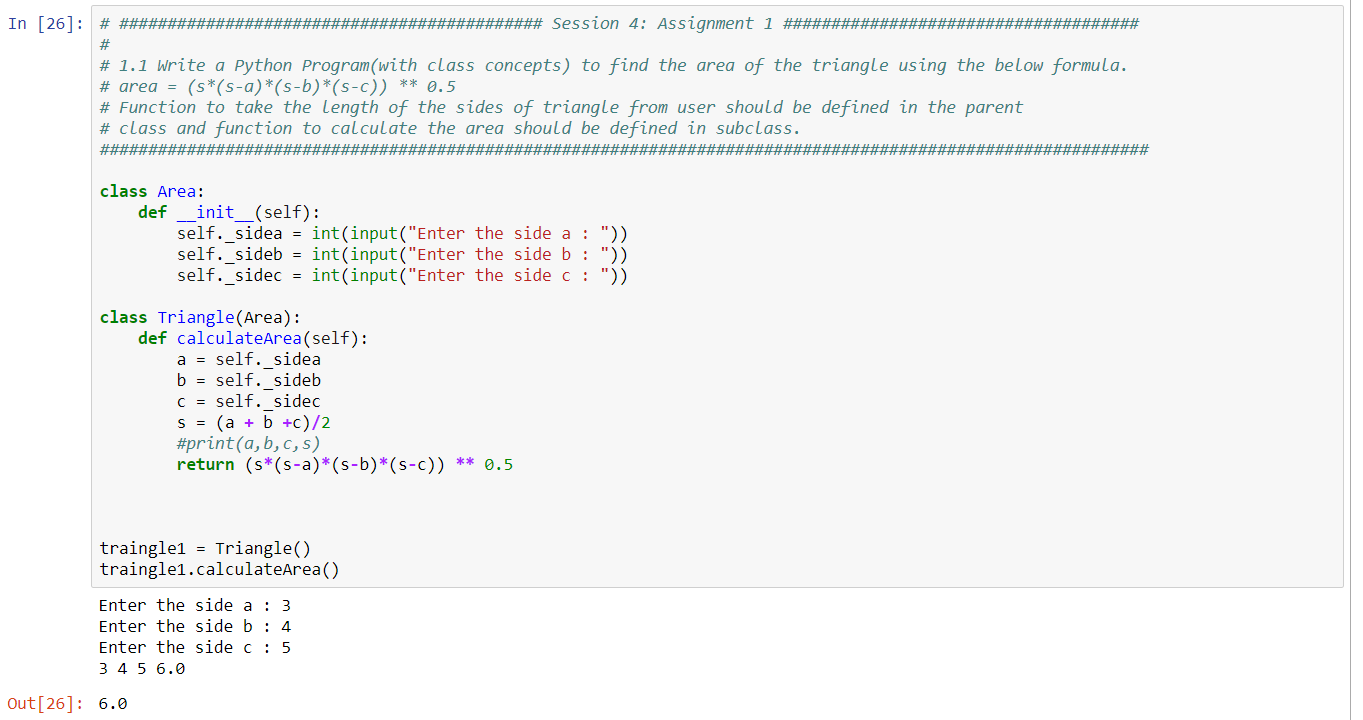 In [26]: # ############################################ Session 4: Assignment 1 #####################################
#
# 1.1 Write a Python Program(with class concepts) to find the area of the triangle using the below formula.
# area = (s*(s-a)*(s-b)*(s-c)) ** 0.5
# Function to take the length of the sides of triangle from user should be defined in the parent
# class and function to calculate the area should be defined in subclass.
#############################################################################################################
class Area:
    def __init__(self):
        self._sidea = int(input("Enter the side a : "))
        self._sideb = int(input("Enter the side b : "))
        self._sidec = int(input("Enter the side c : "))
class Triangle(Area):
    def calculateArea(self):
        a = self._sidea
        b = self._sideb
        c = self._sidec
        s = (a + b +c)/2
        #print(a,b,c,s)
        return (s*(s-a)*(s-b)*(s-c)) ** 0.5
traingle1 = Triangle()
traingle1.calculateArea()
Enter the side a : 3
Enter the side b : 4
Enter the side c : 5
3 4 5 6.0
Out[26]: 6.0